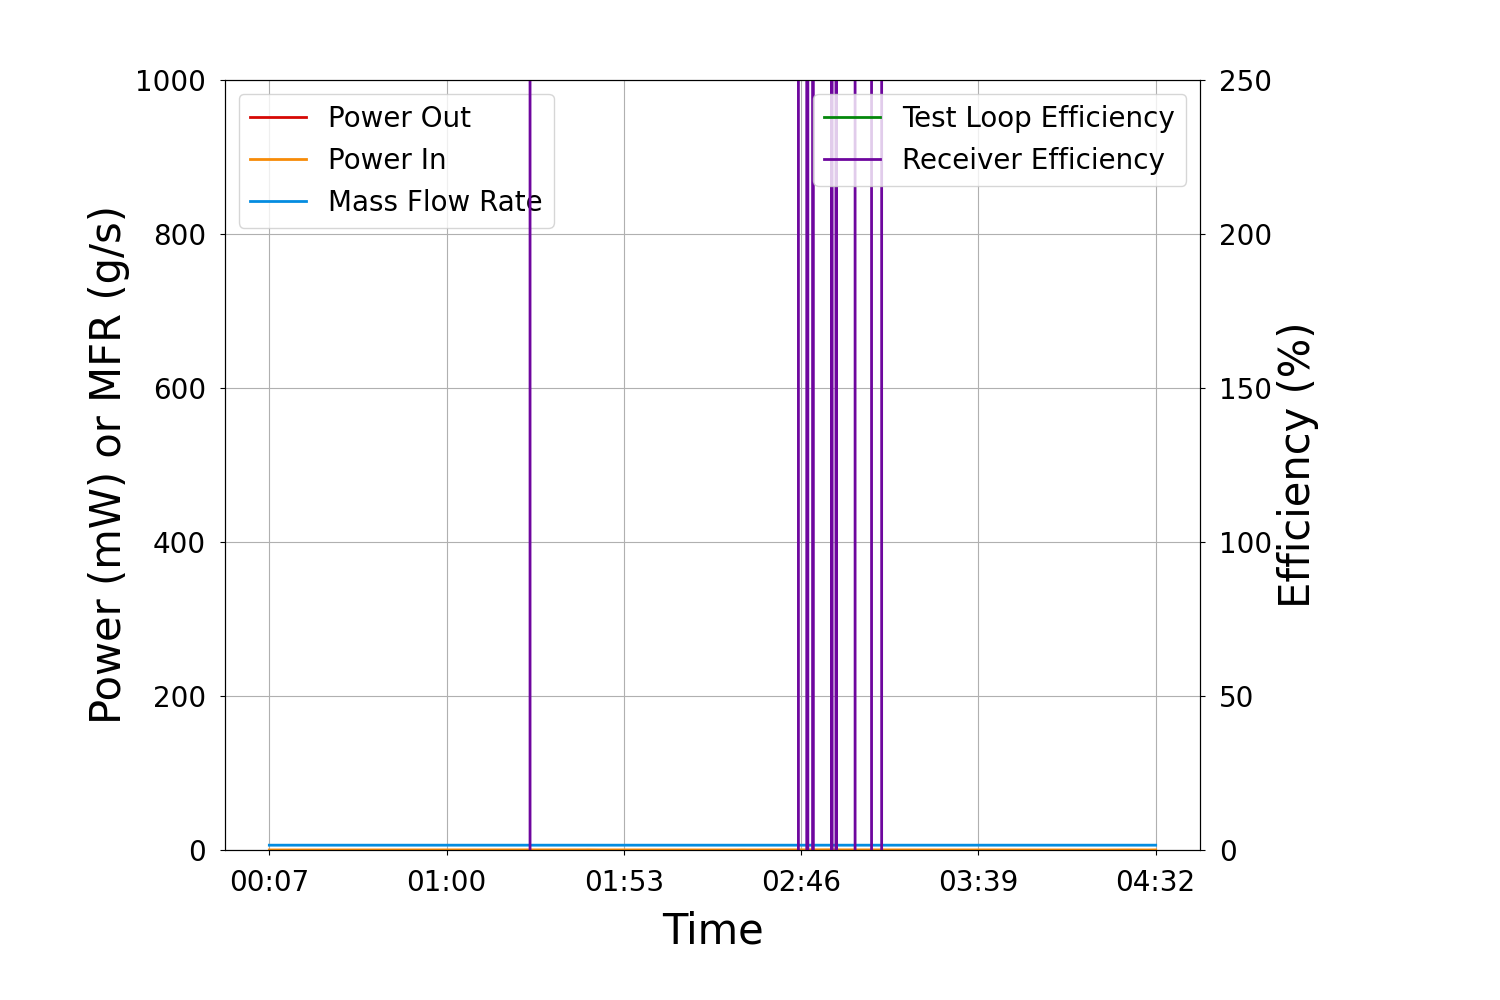 Power (mW) or MFR (g/s)
1000
800
600
400
200
0
Power Out
Power In
Mass Flow Rate
Test Loop Efficiency
Receiver Efficiency
250
200
150
100
50
0
Efficiency (%)
00:07 01:00 01:53 02:46 03:39 04:32
Time